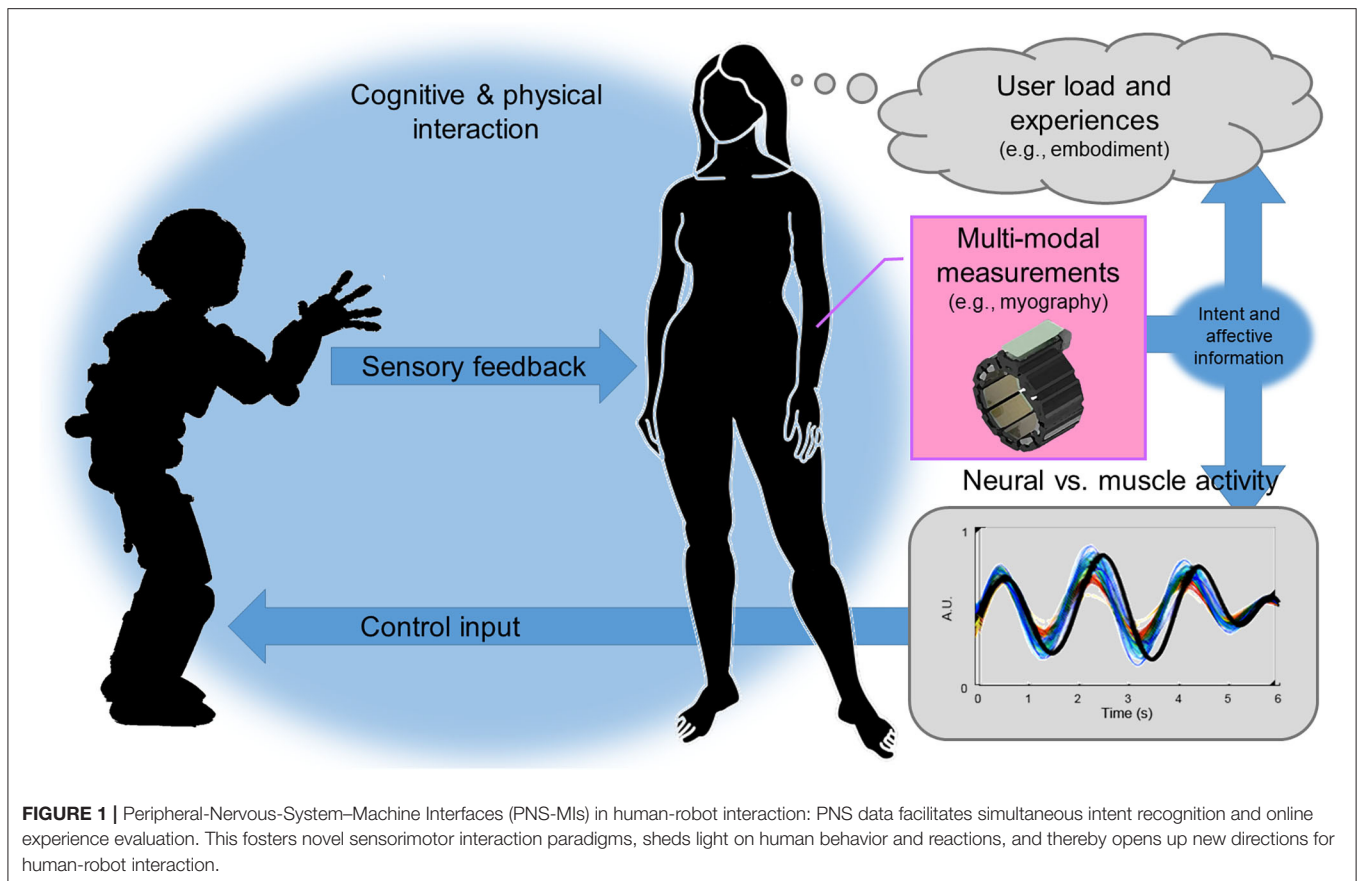 Cognitive & physical
interaction
User load and
experiences
(e.g., embodiment)
Multi-modal
measurements
(e.g., myography)
Intent and
affective
information
Sensory feedback
Neural vs. muscle activity
Control input
1
A.U.
0
0 1 2 3 4 5 6
Time (s)
FIGURE 1 | Peripheral-Nervous-System–Machine Interfaces (PNS-MIs) in human-robot interaction: PNS data facilitates simultaneous intent recognition and online
experience evaluation. This fosters novel sensorimotor interaction paradigms, sheds light on human behavior and reactions, and thereby opens up new directions for
human-robot interaction.